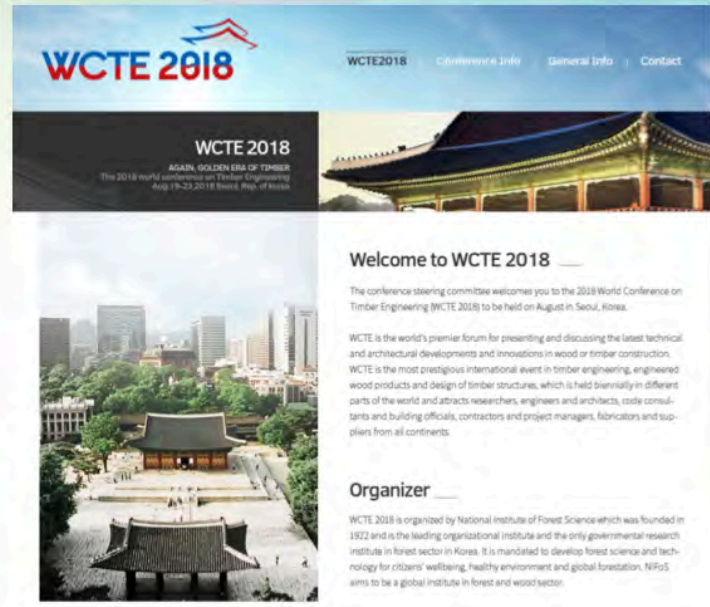 WCTE 2018
WCTE2018 | Conference Info | General Info | Contact
WCTE 2018
AGAIN, GOLDEN ERA OF TIMBER
The 2018 world conference on Timber Engineering
Aug.19-23,2018 Seoul, Rep. of Korea
Welcome to WCTE 2018
The conference steering committee welcomes you to the 2018 World Conference on
Timber Engineering (WCTE 2018) to be held on August in Seoul, Korea.
WCTE is the world's premier forum for presenting and discussing the latest technical
and architectural developments and innovations in wood or timber construction.
WCTE is the most prestigious international event in timber engineering, engineered
wood products and design of timber structures, which is held biennially in different
parts of the world and attracts researchers, engineers and architects, code consul-
tants and building officials, contractors and project managers, fabricators and sup-
pliers from all continents.
Organizer
WCTE 2018 is organized by National Institute of Forest Science which was founded in
1922 and is the leading organizational institute and the only governmental research
institute in forest sector in Korea. It is mandated to develop forest science and tech-
nology for citizens' wellbeing, healthy environment and global forestation. NIFoS
aims to be a global institute in forest and wood sector.